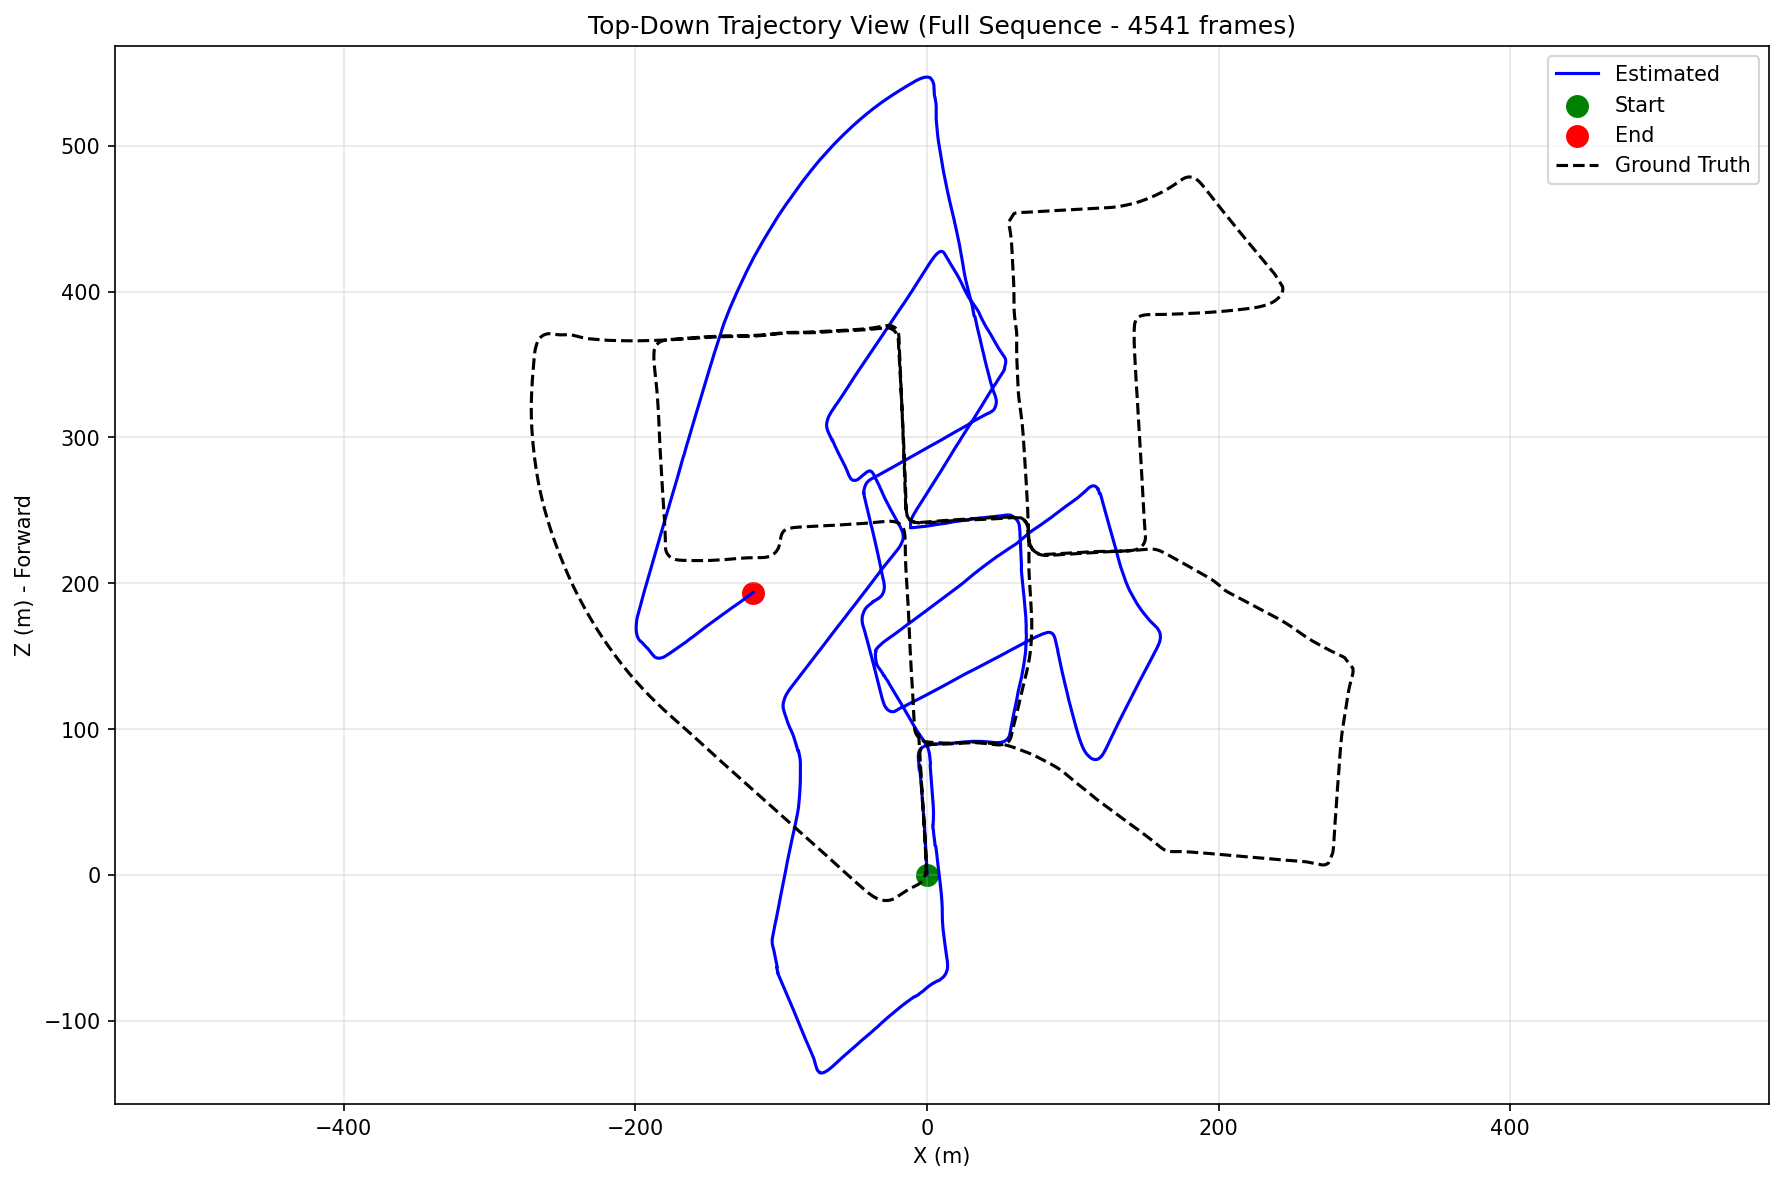 Top-Down Trajectory View (Full Sequence - 4541 frames)
Estimated
Start
End
Ground Truth
500
400
300
200
100
0
−100
Z (m) - Forward
−400
−200
0
200
400
X (m)